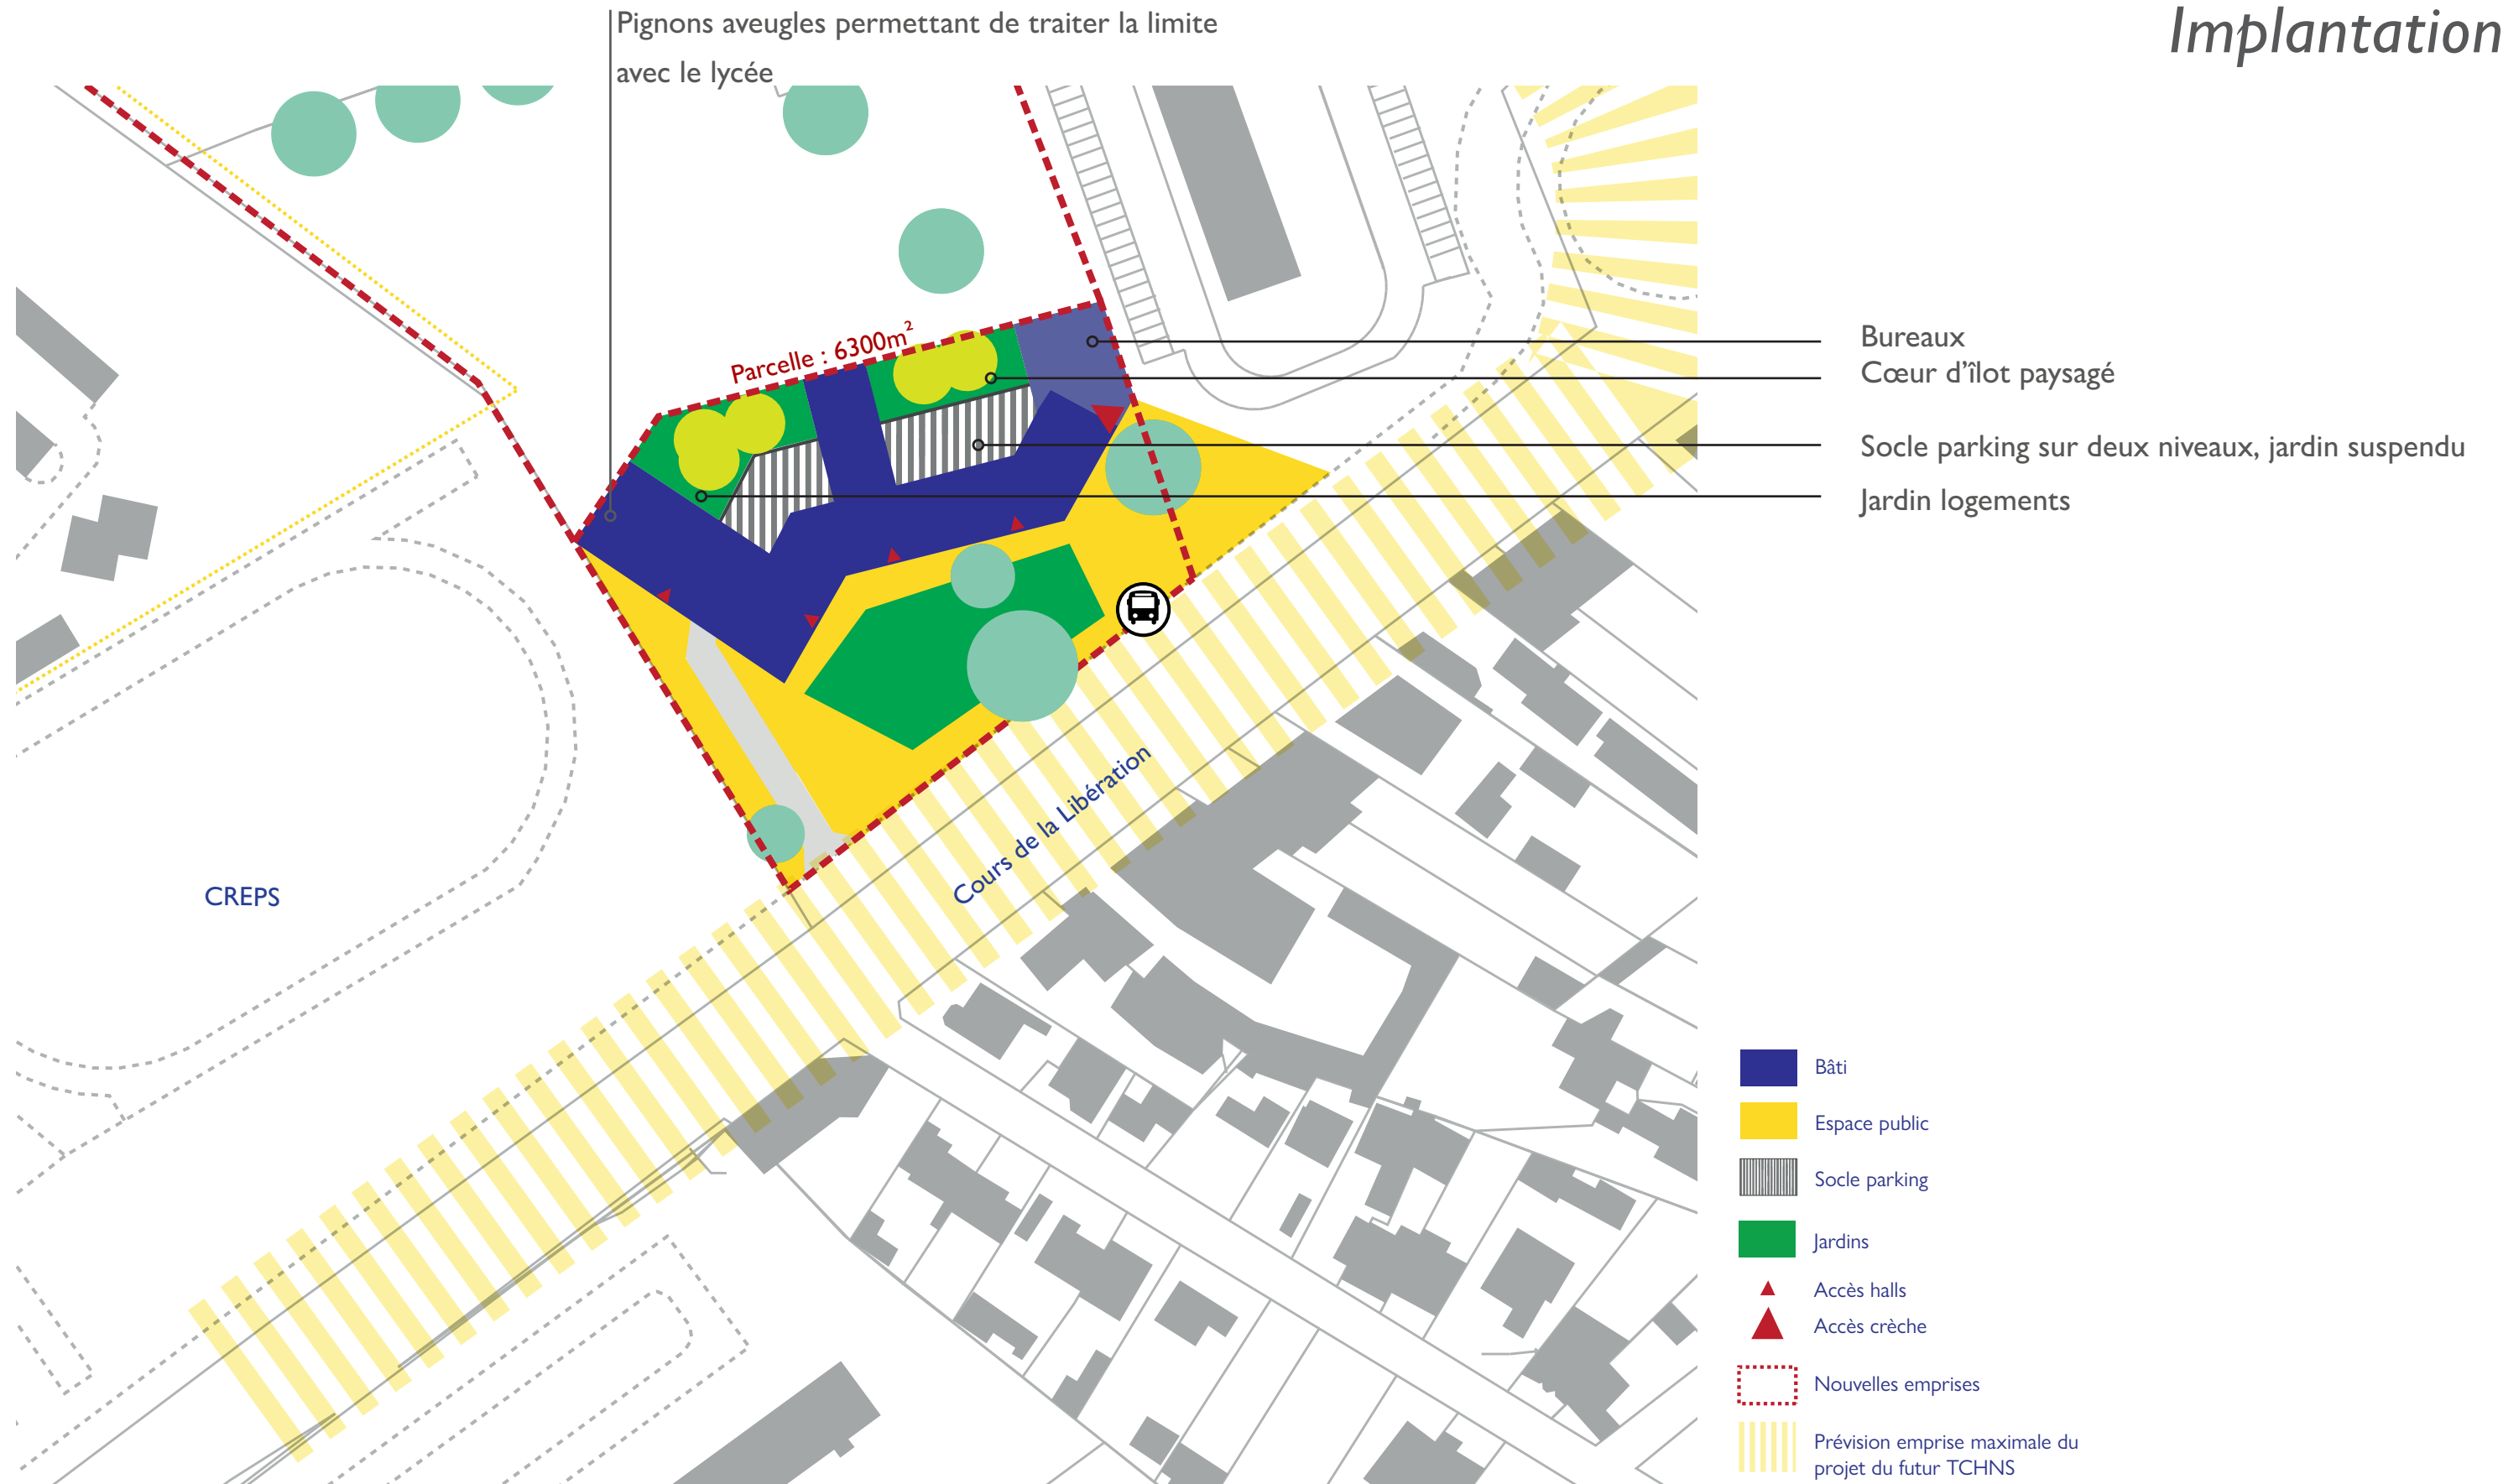 Implantation
Pignons aveugles permettant de traiter la limite
avec le lycée
Parcelle : 6300m²
Bureaux
Cœur d'îlot paysagé
Socle parking sur deux niveaux, jardin suspendu
Jardin logements
Cours de la Libération
CREPS
Bâti
Espace public
Socle parking
Jardins
Accès halls
Accès crèche
Nouvelles emprises
Prévision emprise maximale du
projet du futur TCHNS